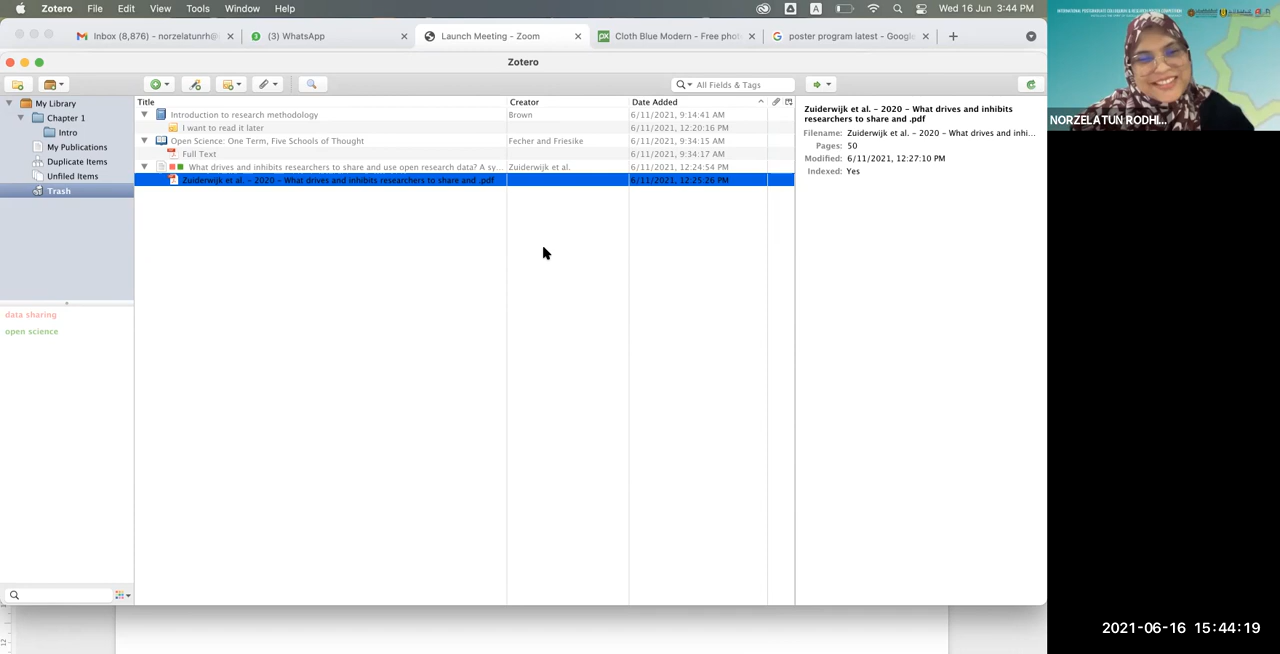 Zotero File Edit View Tools Window Help
A Wed 16 Jun 3:44 PM
Inbox (8,876) - norzelatunrh@
(3) WhatsApp
Launch Meeting - Zoom
Cloth Blue Modern - Free phot
poster program latest - Google
Zotero
All Fields & Tags
My Library
Chapter 1
Intro
My Publications
Duplicate Items
Unfiled Items
Trash
data sharing
open science
Title Creator Date Added
Introduction to research methodology Brown 6/11/2021, 9:14:41 AM
I want to read it later 6/11/2021, 12:20:16 PM
Open Science: One Term, Five Schools of Thought Fecher and Friesike 6/11/2021, 9:34:15 AM
Full Text 6/11/2021, 9:34:17 AM
What drives and inhibits researchers to share and use open research data? A sy... Zuiderwijk et al. 6/11/2021, 12:24:54 PM
Zuiderwijk et al. - 2020 - What drives and inhibits researchers to share and .pdf 6/11/2021, 12:25:26 PM
Zuiderwijk et al. - 2020 - What drives and inhibits
researchers to share and .pdf
Filename: Zuiderwijk et al. - 2020 - What drives and inhi...
Pages: 50
Modified: 6/11/2021, 12:27:10 PM
Indexed: Yes
INTERNATIONAL POSTGRADUATE COLLOQUIUM & RESEARCH POSTER COMPETITION
NORZELATUN RODHI...
12
2021-06-16 15:44:19